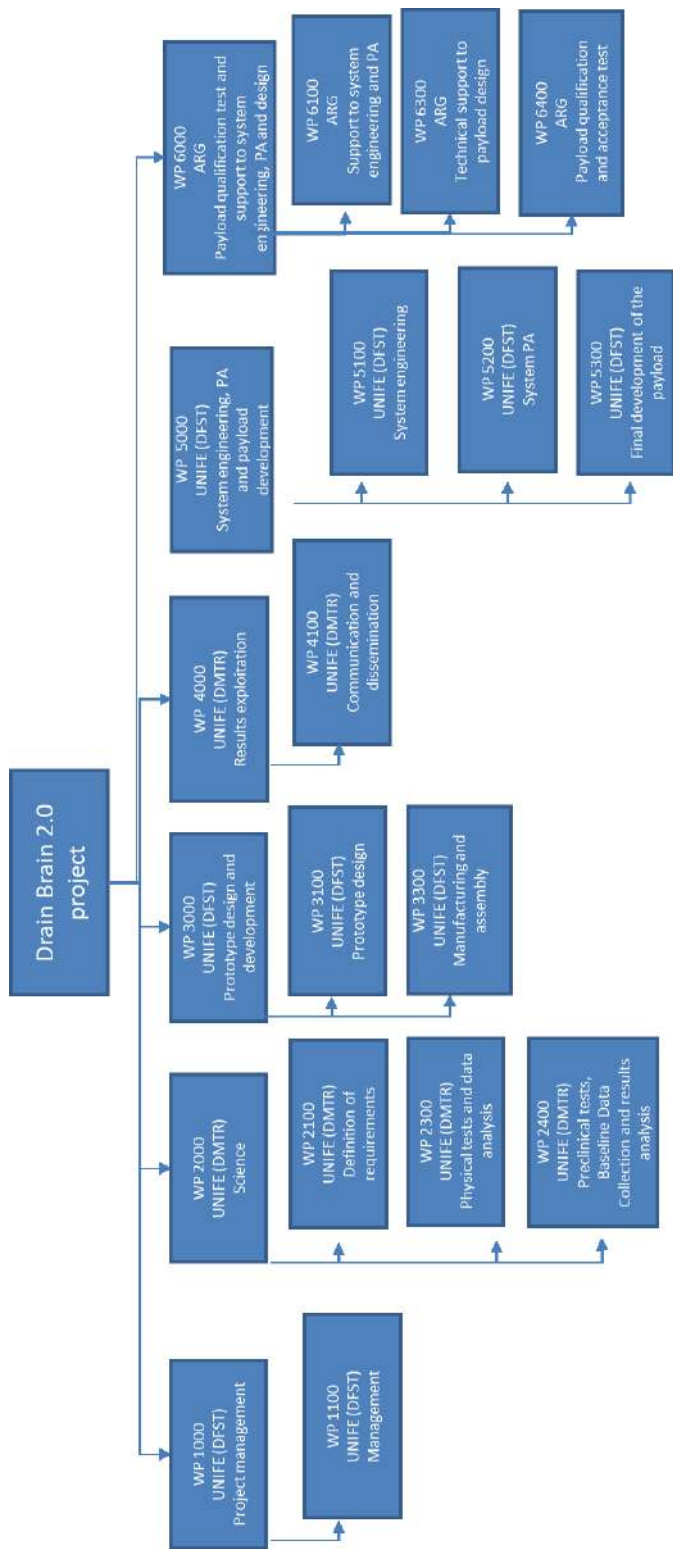 Drain Brain 2.0
project
WP 1000
UNIFE (DFST)
Project management
WP 1100
UNIFE (DFST)
Management
WP 2000
UNIFE (DMTR)
Science
WP 2100
UNIFE (DMTR)
Definition of
requirements
WP 2300
UNIFE (DMTR)
Physical tests and data
analysis
WP 2400
UNIFE (DMTR)
Preclinical tests,
Baseline Data
Collection and results
analysis
WP 3000
UNIFE (DFST)
Prototype design and
development
WP 3100
UNIFE (DFST)
Prototype design
WP 3300
UNIFE (DFST)
Manufacturing and
assembly
WP 4000
UNIFE (DMTR)
Results exploitation
WP 4100
UNIFE (DMTR)
Communication and
dissemination
WP 5000
UNIFE (DFST)
System engineering, PA
and payload
development
WP 5100
UNIFE (DFST)
System engineering
WP 5200
UNIFE (DFST)
System PA
WP 5300
UNIFE (DFST)
Final development of the
payload
WP 6000
ARG
Payload qualification test and
support to system
engineering, PA and design
WP 6100
ARG
Support to system
engineering and PA
WP 6300
ARG
Technical support to
payload design
WP 6400
ARG
Payload qualification
and acceptance test